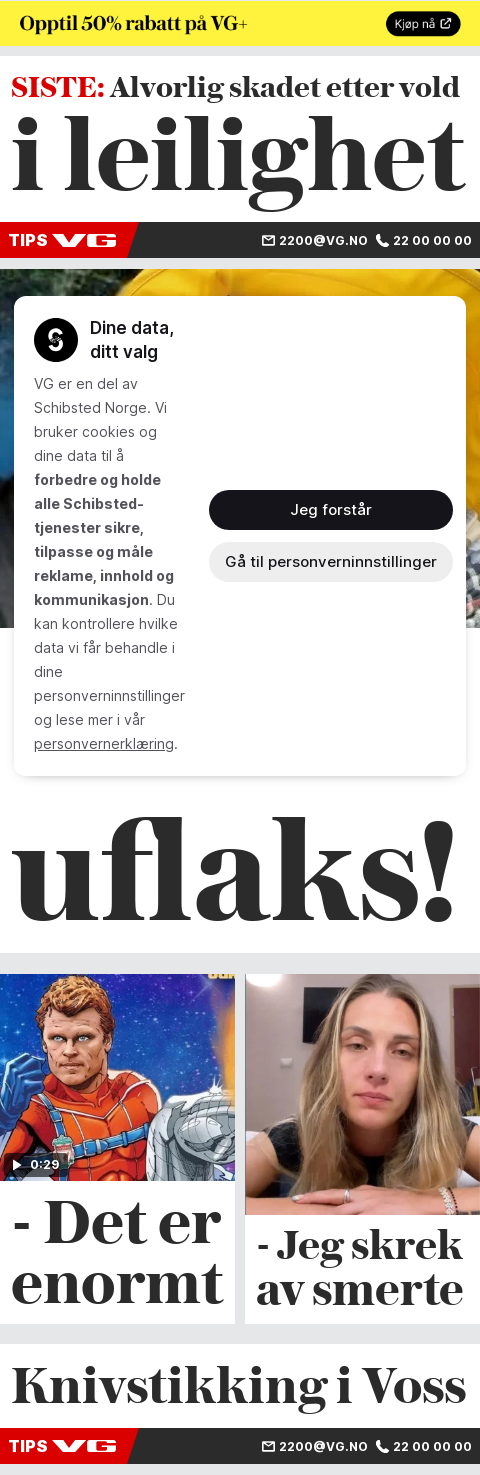 Opptil 50% rabatt på VG+
Kjøp nå
SISTE: Alvorlig skadet etter vold
i leilighet
TIPS VG
2200@VG.NO 22 00 00 00
Dine data,
ditt valg
VG er en del av
Schibsted Norge. Vi
bruker cookies og
dine data til å
forbedre og holde
alle Schibsted-
tjenester sikre,
tilpasse og måle
reklame, innhold og
kommunikasjon. Du
kan kontrollere hvilke
data vi får behandle i
dine
personverninnstillinger
og lese mer i vår
personvernerklæring.
Jeg forstår
Gå til personverninnstillinger
uflaks!
0:29
- Det er
enormt
- Jeg skrek
av smerte
Knivstikking i Voss
TIPS VG
2200@VG.NO 22 00 00 00